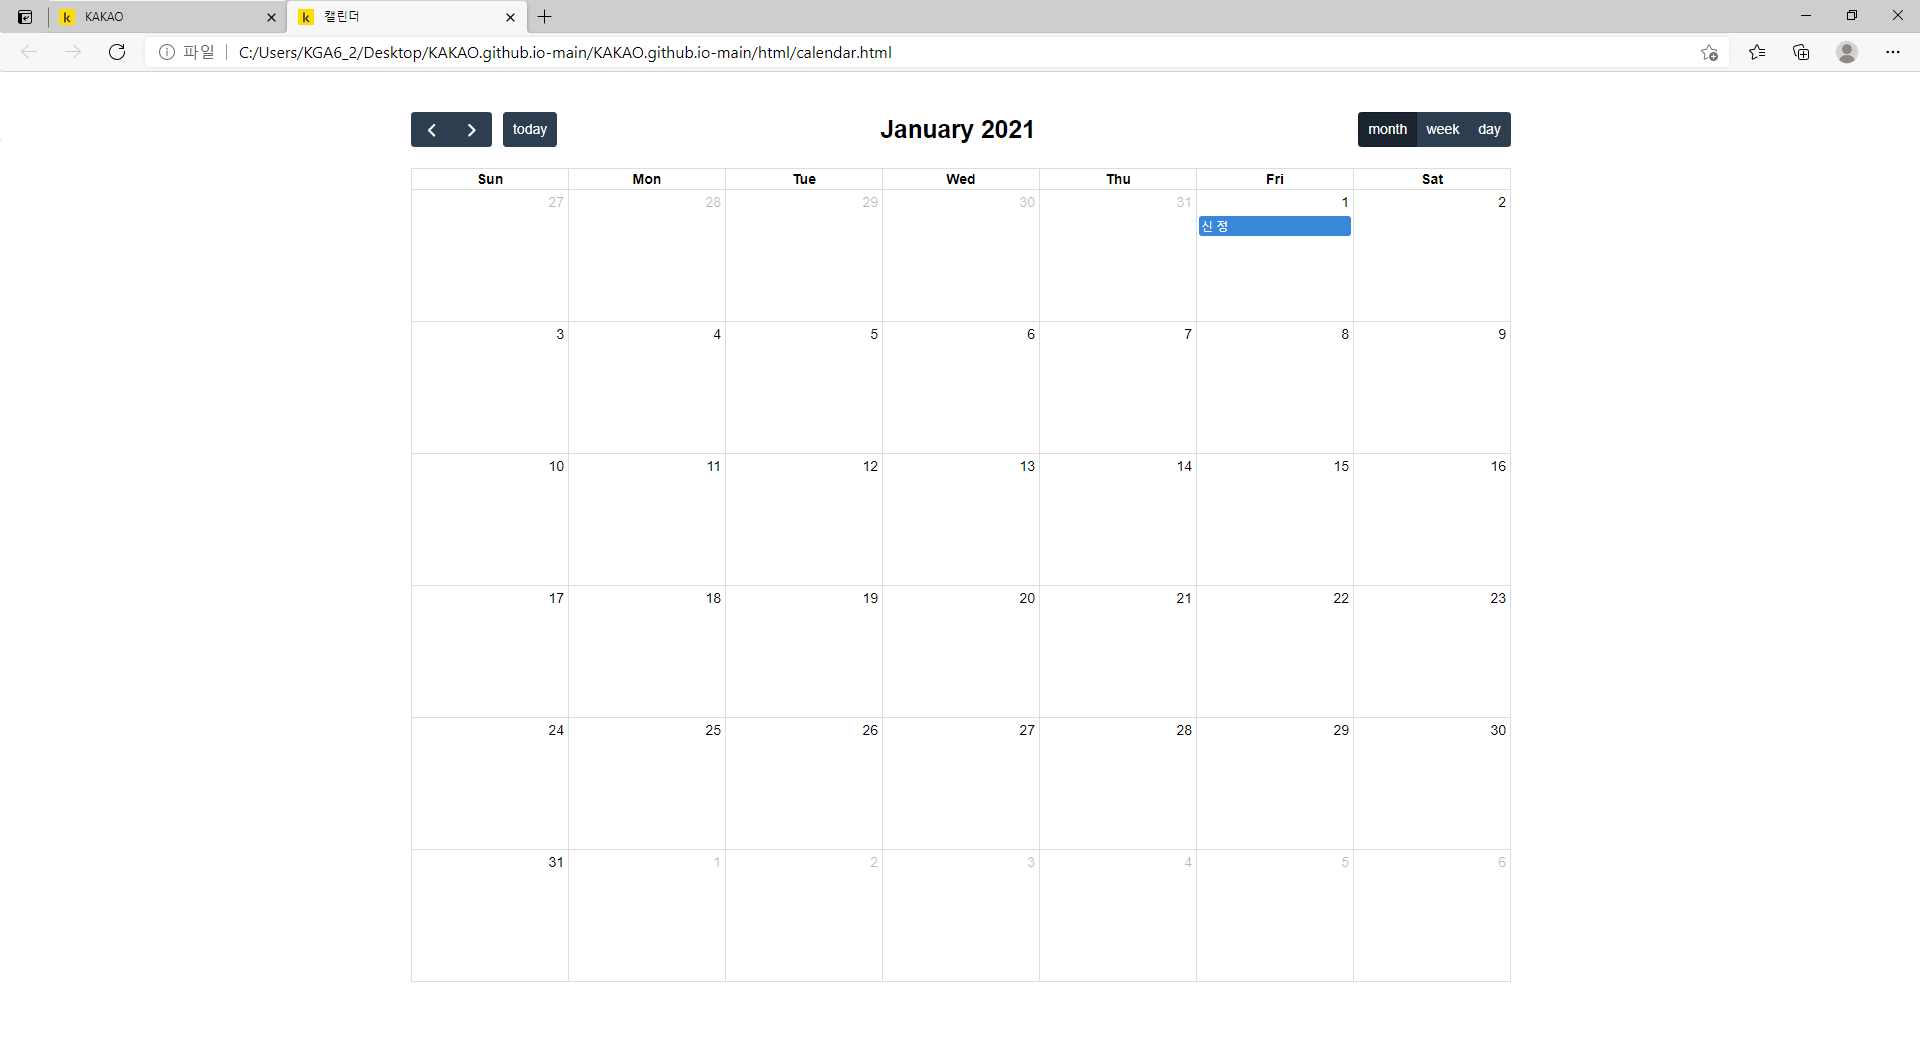 KAKAO
캘린더
파일
C:/Users/KGA6_2/Desktop/KAKAO.github.io-main/KAKAO.github.io-main/html/calendar.html
today
January 2021
month week day
Sun Mon Tue Wed Thu Fri Sat
27 28 29 30 31 1 2
신 정
3 4 5 6 7 8 9
10 11 12 13 14 15 16
17 18 19 20 21 22 23
24 25 26 27 28 29 30
31 1 2 3 4 5 6